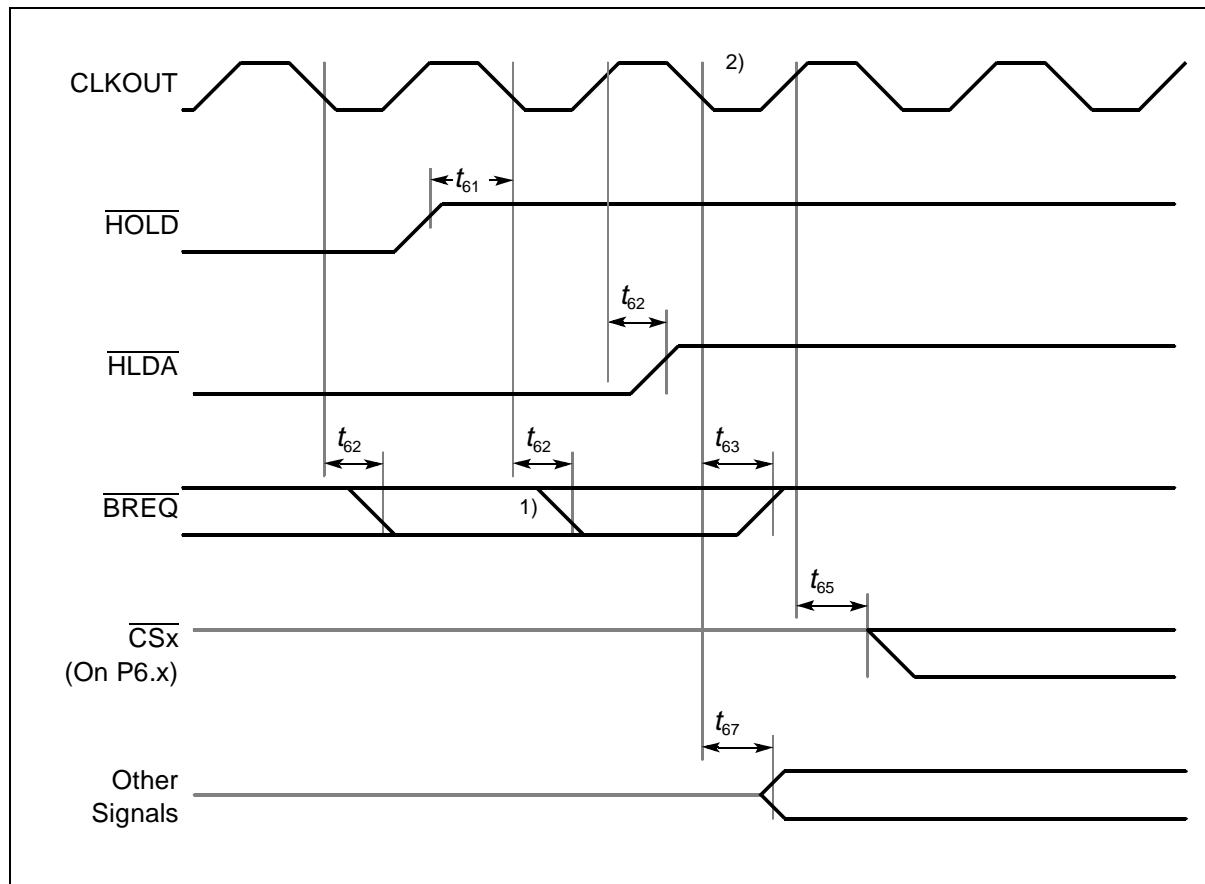 CLKOUT
2)
t61
HOLD
t62
HLDA
t62
t62
t63
BREQ
1)
t65
CSx
(On P6.x)
t67
Other
Signals